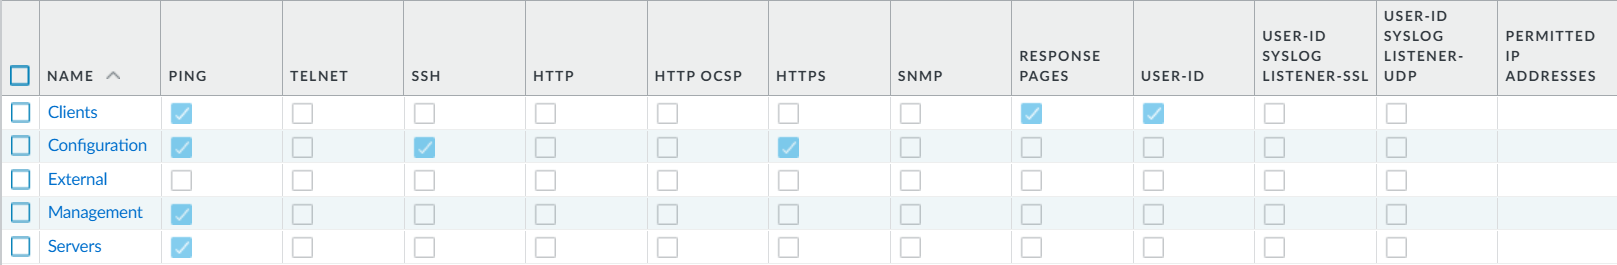 NAME PING TELNET SSH HTTP HTTP OCSP HTTPS SNMP RESPONSE PAGES USER-ID USER-ID SYSLOG LISTENER-SSL USER-ID SYSLOG LISTENER-UDP PERMITTED IP ADDRESSES
Clients
Configuration
External
Management
Servers